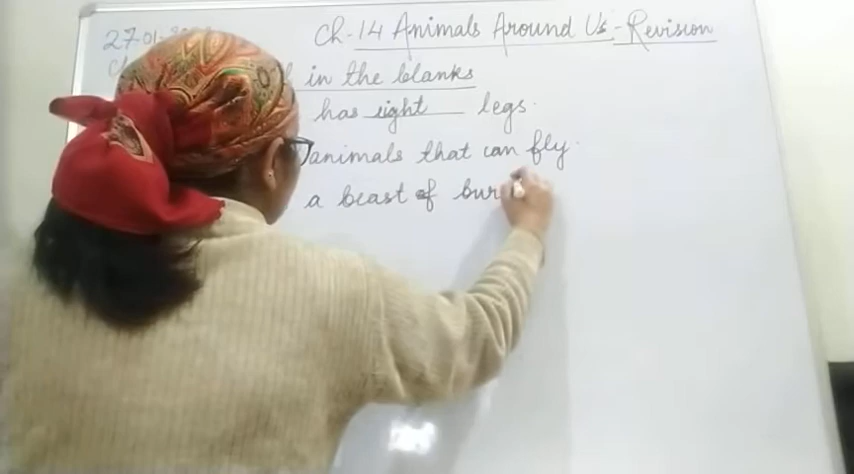 27-01- Ch-14 Animals Around Us - Revision
in the blanks
has eight legs.
animals that can fly.
a beast of bur